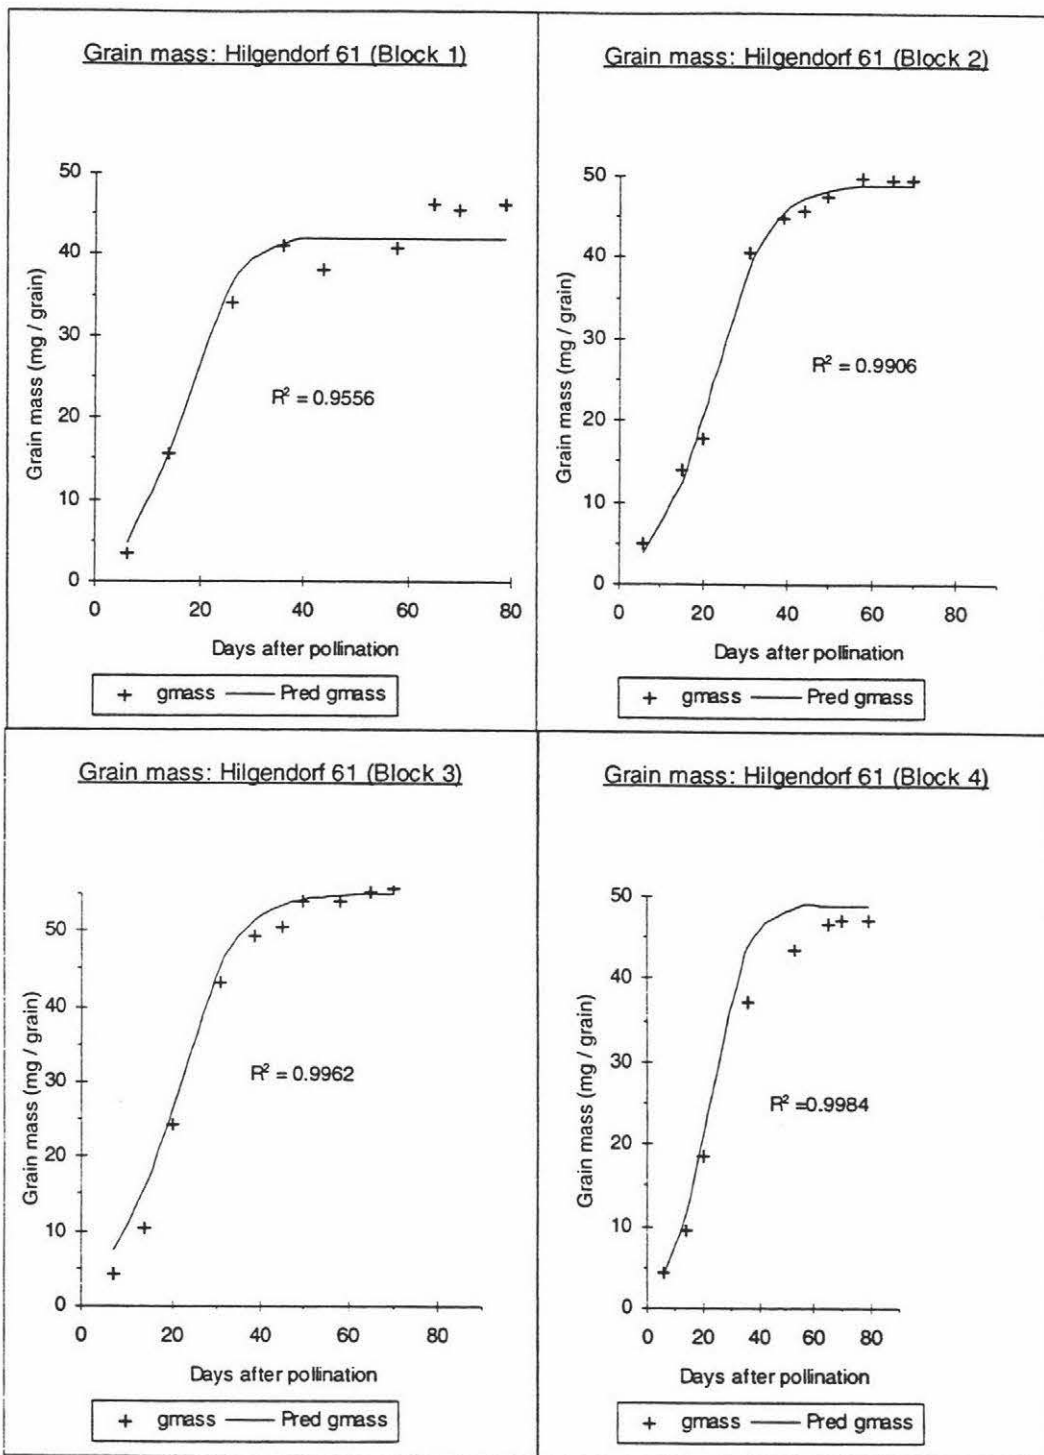 Grain mass: Hilgendorf 61 (Block 1)
50
40
30
20
10
0
Grain mass (mg / grain)
R² = 0.9556
0 20 40 60 80
Days after pollination
+ gmass —— Pred gmass
Grain mass: Hilgendorf 61 (Block 2)
50
40
30
20
10
0
Grain mass (mg / grain)
R² = 0.9906
0 20 40 60 80
Days after pollination
+ gmass —— Pred gmass
Grain mass: Hilgendorf 61 (Block 3)
50
40
30
20
10
0
Grain mass (mg / grain)
R² = 0.9962
0 20 40 60 80
Days after pollination
+ gmass —— Pred gmass
Grain mass: Hilgendorf 61 (Block 4)
50
40
30
20
10
0
Grain mass (mg / grain)
R² =0.9984
0 20 40 60 80
Days after pollination
+ gmass —— Pred gmass